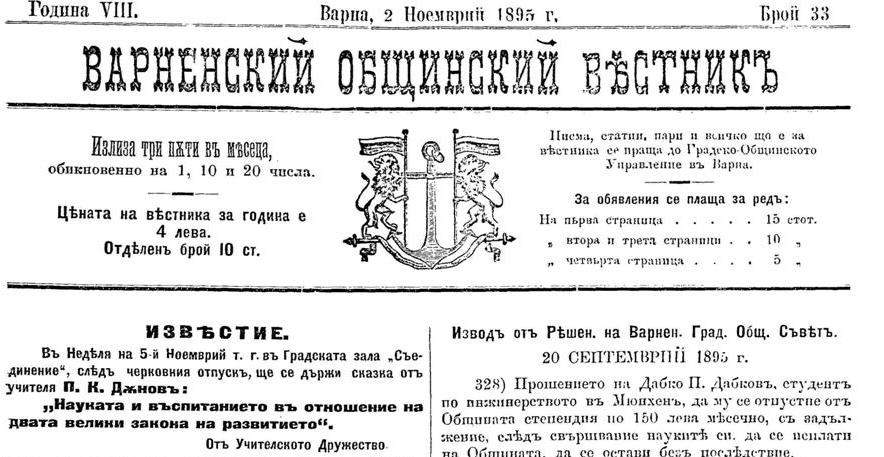 Година VIII.
Варна, 2 Ноемврий 1895 г.
Брой 33
ВАРНЕНСКИЙ ОБЩИНСКИЙ ВѢСТНИКЪ
Излиза три пѫти въ мѣсеца,
обикновенно на 1, 10 и 20 числа.
Цѣната на вѣстника за година е
4 лева.
Отдѣленъ брой 10 ст.
Писма, статии, пари и всичко що е за
вѣстника се праща до Градско-Общинското
Управление въ Варна.
За обявления се плаща за редъ:
На първа страница . . . . . 15 стот.
„ втора и трета страници . . 10 „
„ четвърта страница . . . . 5 „
ИЗВѢСТИЕ.
Въ Недѣля на 5-й Ноемврий т. г. въ Градската зала „Съе-
динение“, слѣдъ черковния отпускъ, ще се държи сказка отъ
учителя П. К. Дѫновъ:
„Науката и въспитанието въ отношение на
двата велики закона на развитието“.
Отъ Учителското Дружество
Изводъ отъ Рѣшен. на Варнен. Град. Общ. Съвѣтъ.
20 СЕПТЕМВРИЙ 1895 г.
328) Прошението на Дабко П. Дабковъ, студентъ
по инжинерството въ Мюнхенъ, да му се отпустне отъ
Общината степендия по 150 лева мѣсечно, съ задъл-
жение, слѣдъ свършвание наукитѣ си, да се исплати
на Общината, да се остави безъ послѣдствие.